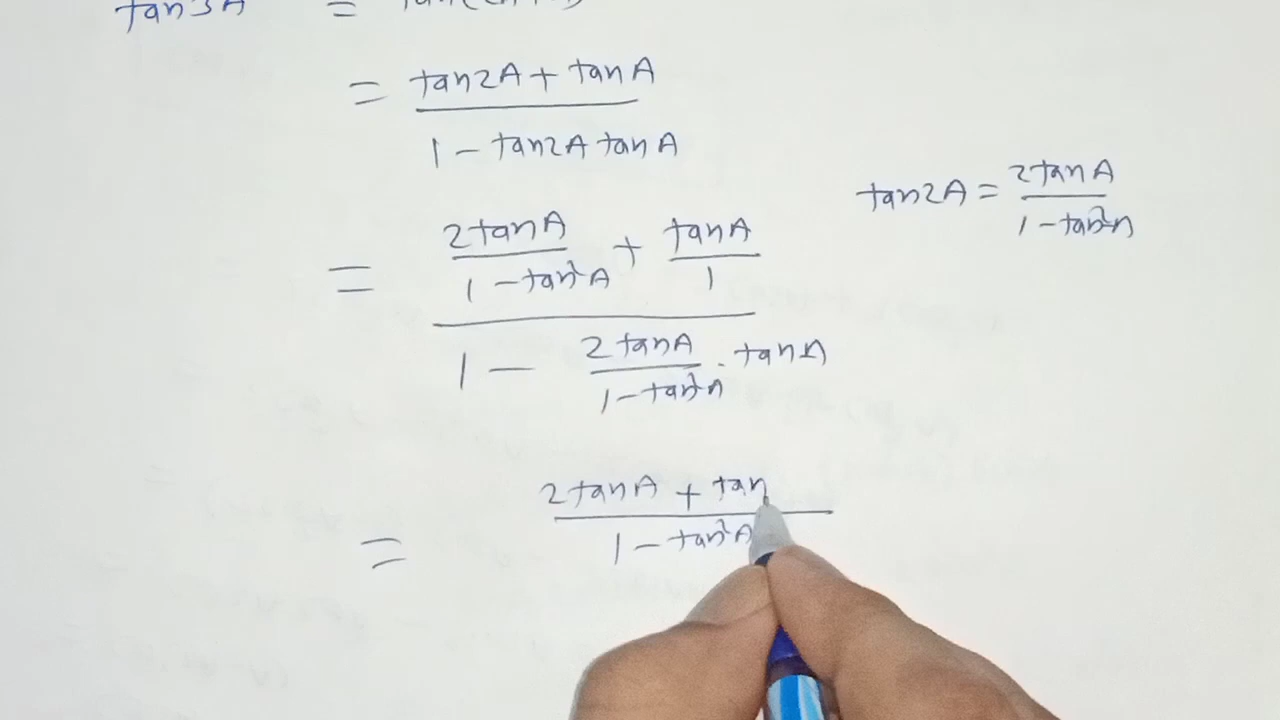 tan3A =
= tan2A + tanA
1 - tan2A tanA
tan2A = 2tanA
1 - tan²A
= 2tanA + tanA
1 - tan²A 1
1 - 2tanA . tanA
1 - tan²A
= 2tanA + tan
1 - tan²A